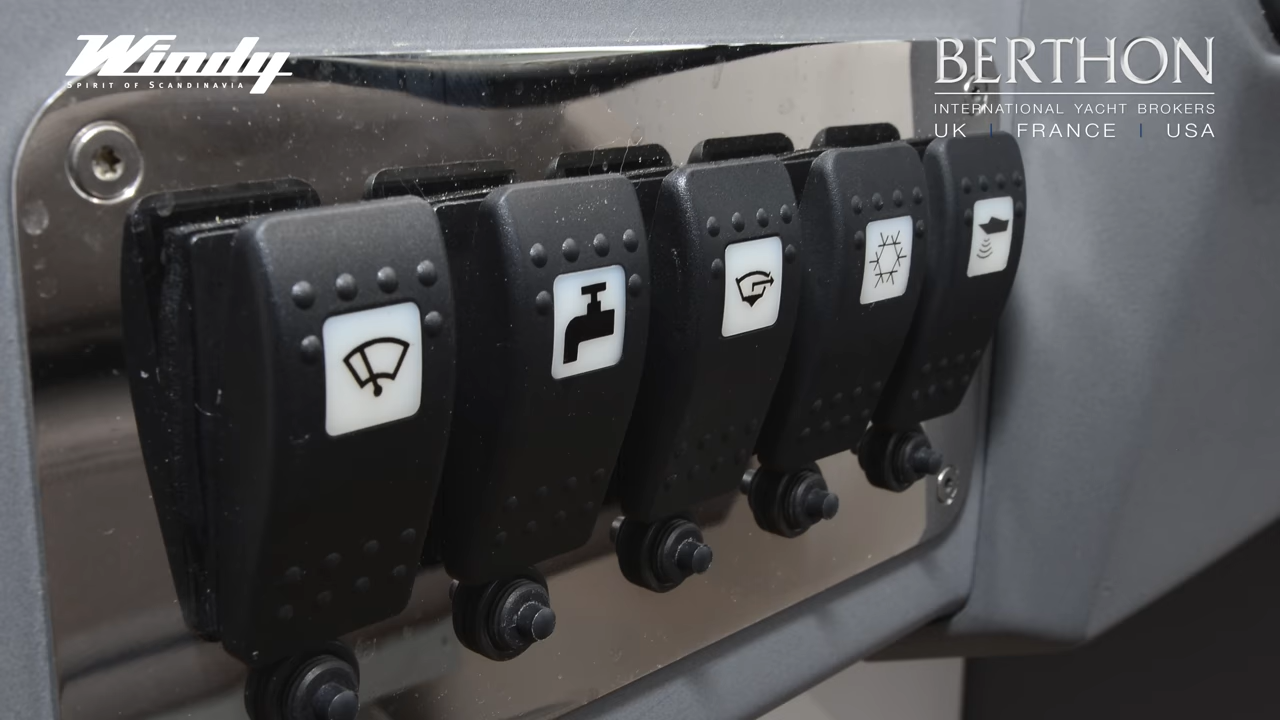 Windy
SPIRIT OF SCANDINAVIA
BERTHON
INTERNATIONAL YACHT BROKERS
UK | FRANCE | USA